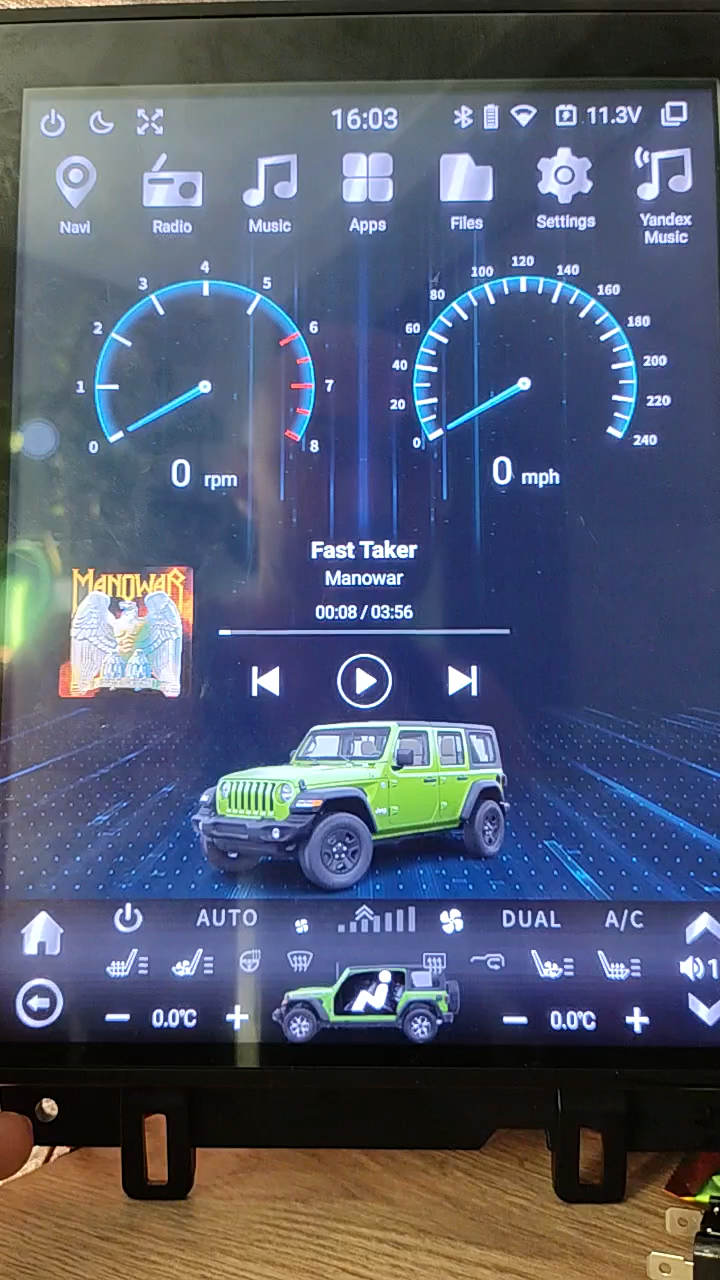 16:03 11.3V
Navi Radio Music Apps Files Settings Yandex Music
0 1 2 3 4 5 6 7 8
0 rpm
0 20 40 60 80 100 120 140 160 180 200 220 240
0 mph
Fast Taker
Manowar
00:08 / 03:56
MANOWAR
AUTO DUAL A/C
1
0.0°C 0.0°C